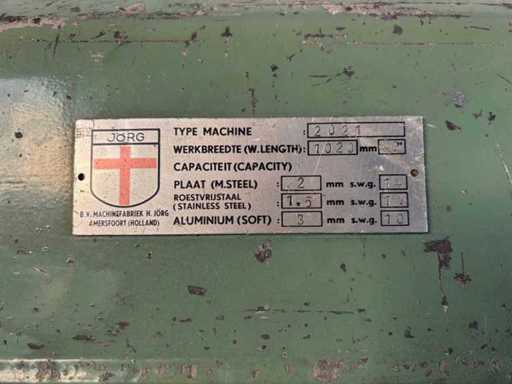 JÖRG
B.V. MACHINEFABRIEK H. JÖRG
AMERSFOORT (HOLLAND)
TYPE MACHINE :
WERKBREEDTE (W.LENGTH) : mm
CAPACITEIT (CAPACITY)
PLAAT (M.STEEL) : 2 mm s.w.g.
ROESTVRIJSTAAL
(STAINLESS STEEL) : 1.5 mm s.w.g.
ALUMINIUM (SOFT) : 3 mm s.w.g. 10